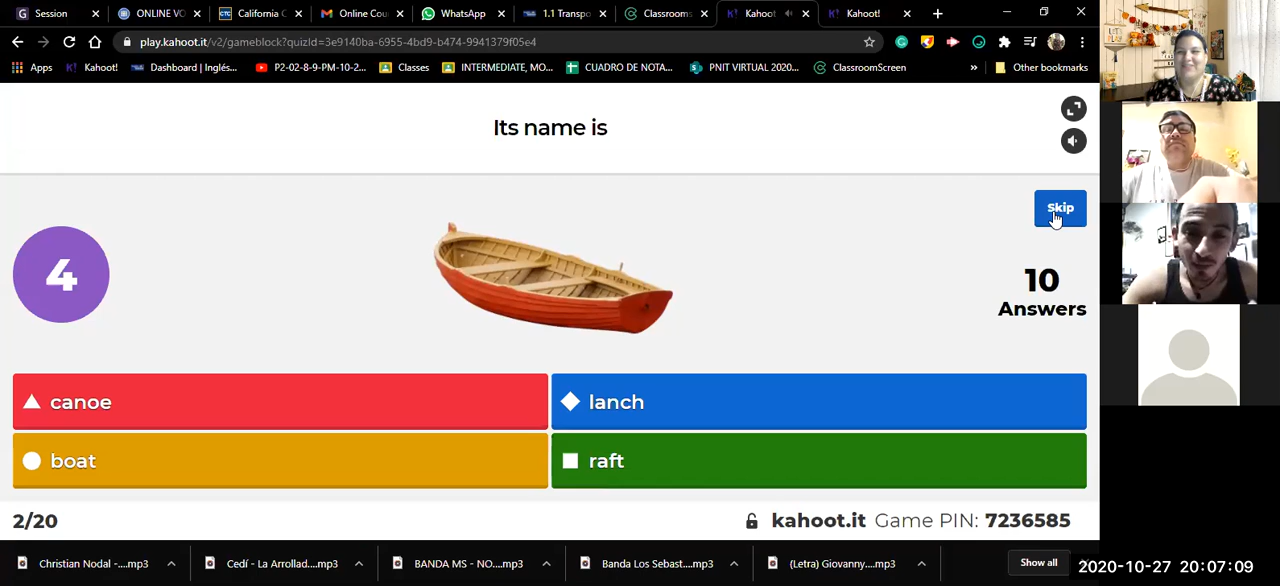 Session
ONLINE VO
California C
Online Cou
WhatsApp
1.1 Transpo
Classroom
Kahoot
Kahoot!
play.kahoot.it/v2/gameblock?quizId=3e9140ba-6955-4bd9-b474-9941379f05e4
Apps
Kahoot!
Dashboard | Inglés...
P2-02-8-9-PM-10-2...
Classes
NTERMEDIATE, MO...
CUADRO DE NOTA...
PNIT VIRTUAL 2020...
ClassroomScreen
»
Other bookmarks
Its name is
Skip
4
10
Answers
canoe
lanch
boat
raft
2/20
kahoot.it Game PIN: 7236585
Christian Nodal -....mp3
Cedí - La Arrollad....mp3
BANDA MS - NO....mp3
Banda Los Sebast....mp3
(Letra) Giovanny....mp3
Show all
2020-10-27 20:07:09